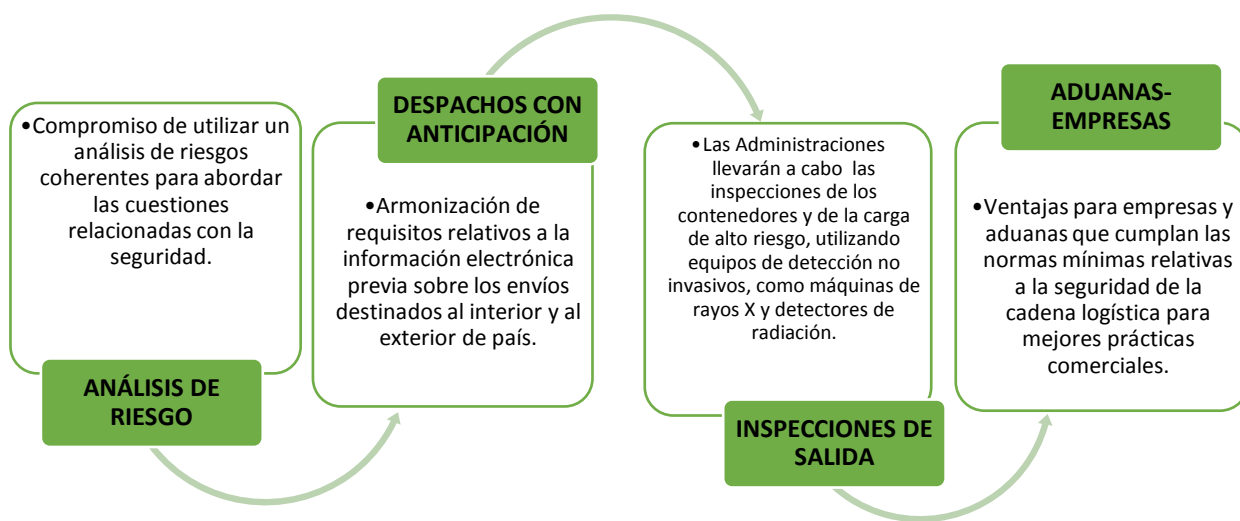 •Compromiso de utilizar un
análisis de riesgos
coherentes para abordar
las cuestiones
relacionadas con la
seguridad.
ANÁLISIS DE
RIESGO
DESPACHOS CON
ANTICIPACIÓN
•Armonización de
requisitos relativos a la
información electrónica
previa sobre los envíos
destinados al interior y al
exterior de país.
•Las Administraciones
llevarán a cabo las
inspecciones de los
contenedores y de la carga
de alto riesgo, utilizando
equipos de detección no
invasivos, como máquinas de
rayos X y detectores de
radiación.
INSPECCIONES DE
SALIDA
ADUANAS-
EMPRESAS
•Ventajas para empresas y
aduanas que cumplan las
normas mínimas relativas
a la seguridad de la
cadena logística para
mejores prácticas
comerciales.